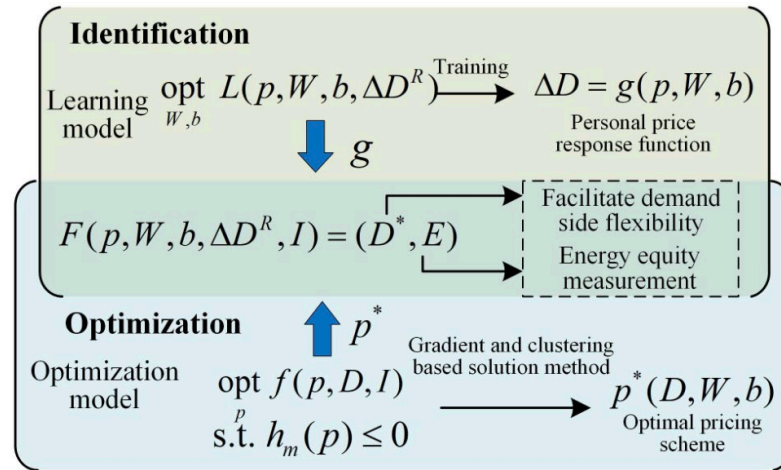 Identification
Learning model
opt L(p,W,b,ΔD^R)
W,b
Training
ΔD = g(p,W,b)
Personal price
response function
g
F(p,W,b,ΔD^R,I) = (D^*,E)
Facilitate demand
side flexibility
Energy equity
measurement
Optimization
p^*
Optimization
model
opt f(p,D,I)
p
s.t. h_m(p) ≤ 0
Gradient and clustering
based solution method
p^*(D,W,b)
Optimal pricing
scheme